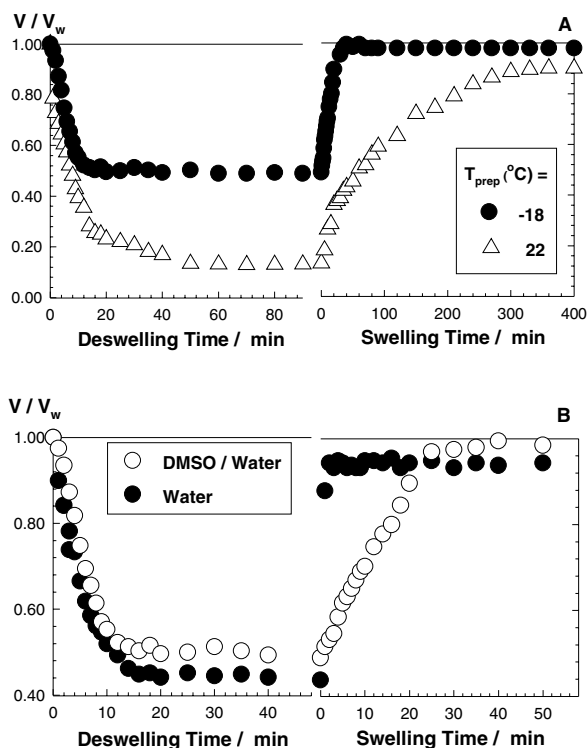 V / Vw
A
1.00
0.80
0.60
0.40
0.20
0.00
Tprep (°C) =
-18
22
0 20 40 60 80 0 100 200 300 400
Deswelling Time / min Swelling Time / min
V / Vw
B
1.00
DMSO / Water
Water
0.80
0.60
0.40
0 10 20 30 40 0 10 20 30 40 50
Deswelling Time / min Swelling Time / min